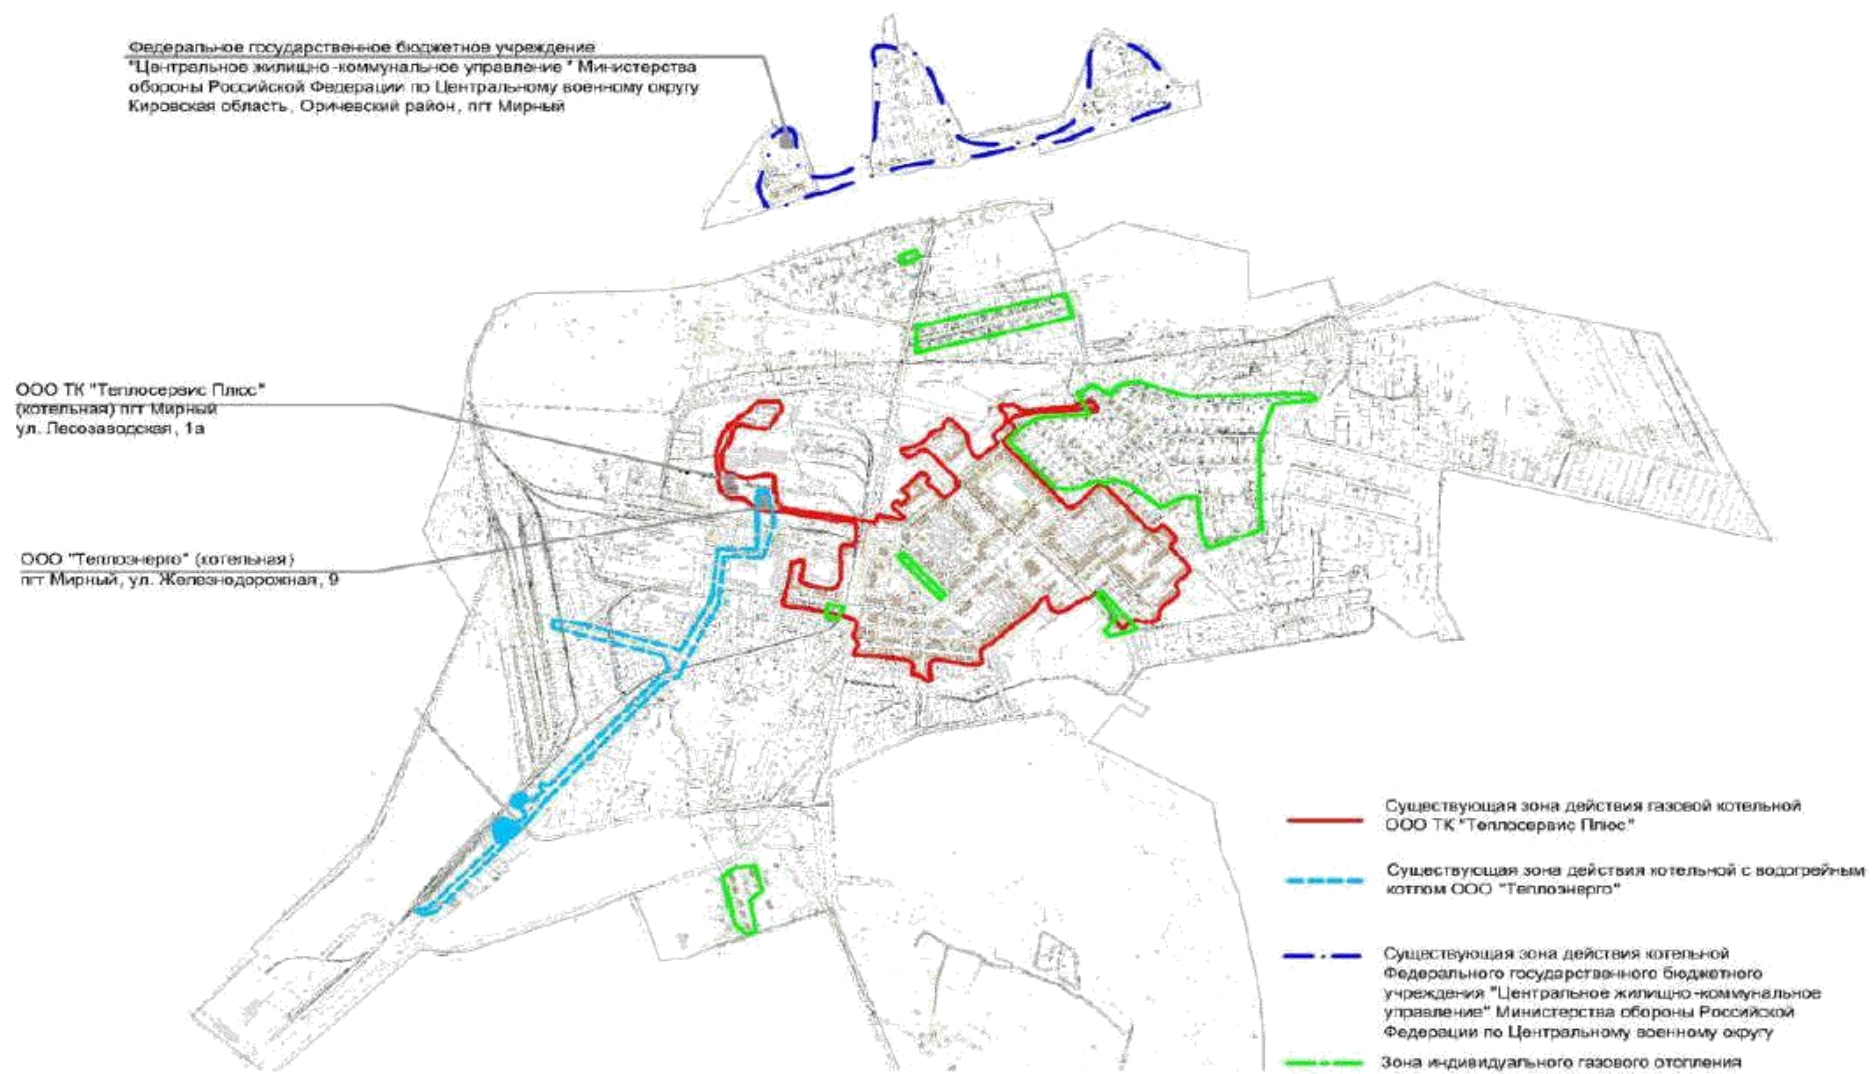 Федеральное государственное бюджетное учреждение
"Центральное жилищно-коммунальное управление" Министерства
обороны Российской Федерации по Центральному военному округу
Кировская область, Оричевский район, пгт Мирный
ООО ТК "Теплосервис Плюс"
(котельная) пгт Мирный
ул. Лесозаводская, 1а
ООО "Теплоэнерго" (котельная)
пгт Мирный, ул. Железнодорожная, 9
Существующая зона действия газовой котельной
ООО ТК "Теплосервис Плюс"
Существующая зона действия котельной с водогрейным
котлом ООО "Теплоэнерго"
Существующая зона действия котельной
Федерального государственного бюджетного
учреждения "Центральное жилищно-коммунальное
управление" Министерства обороны Российской
Федерации по Центральному военному округу
Зона индивидуального газового отопления